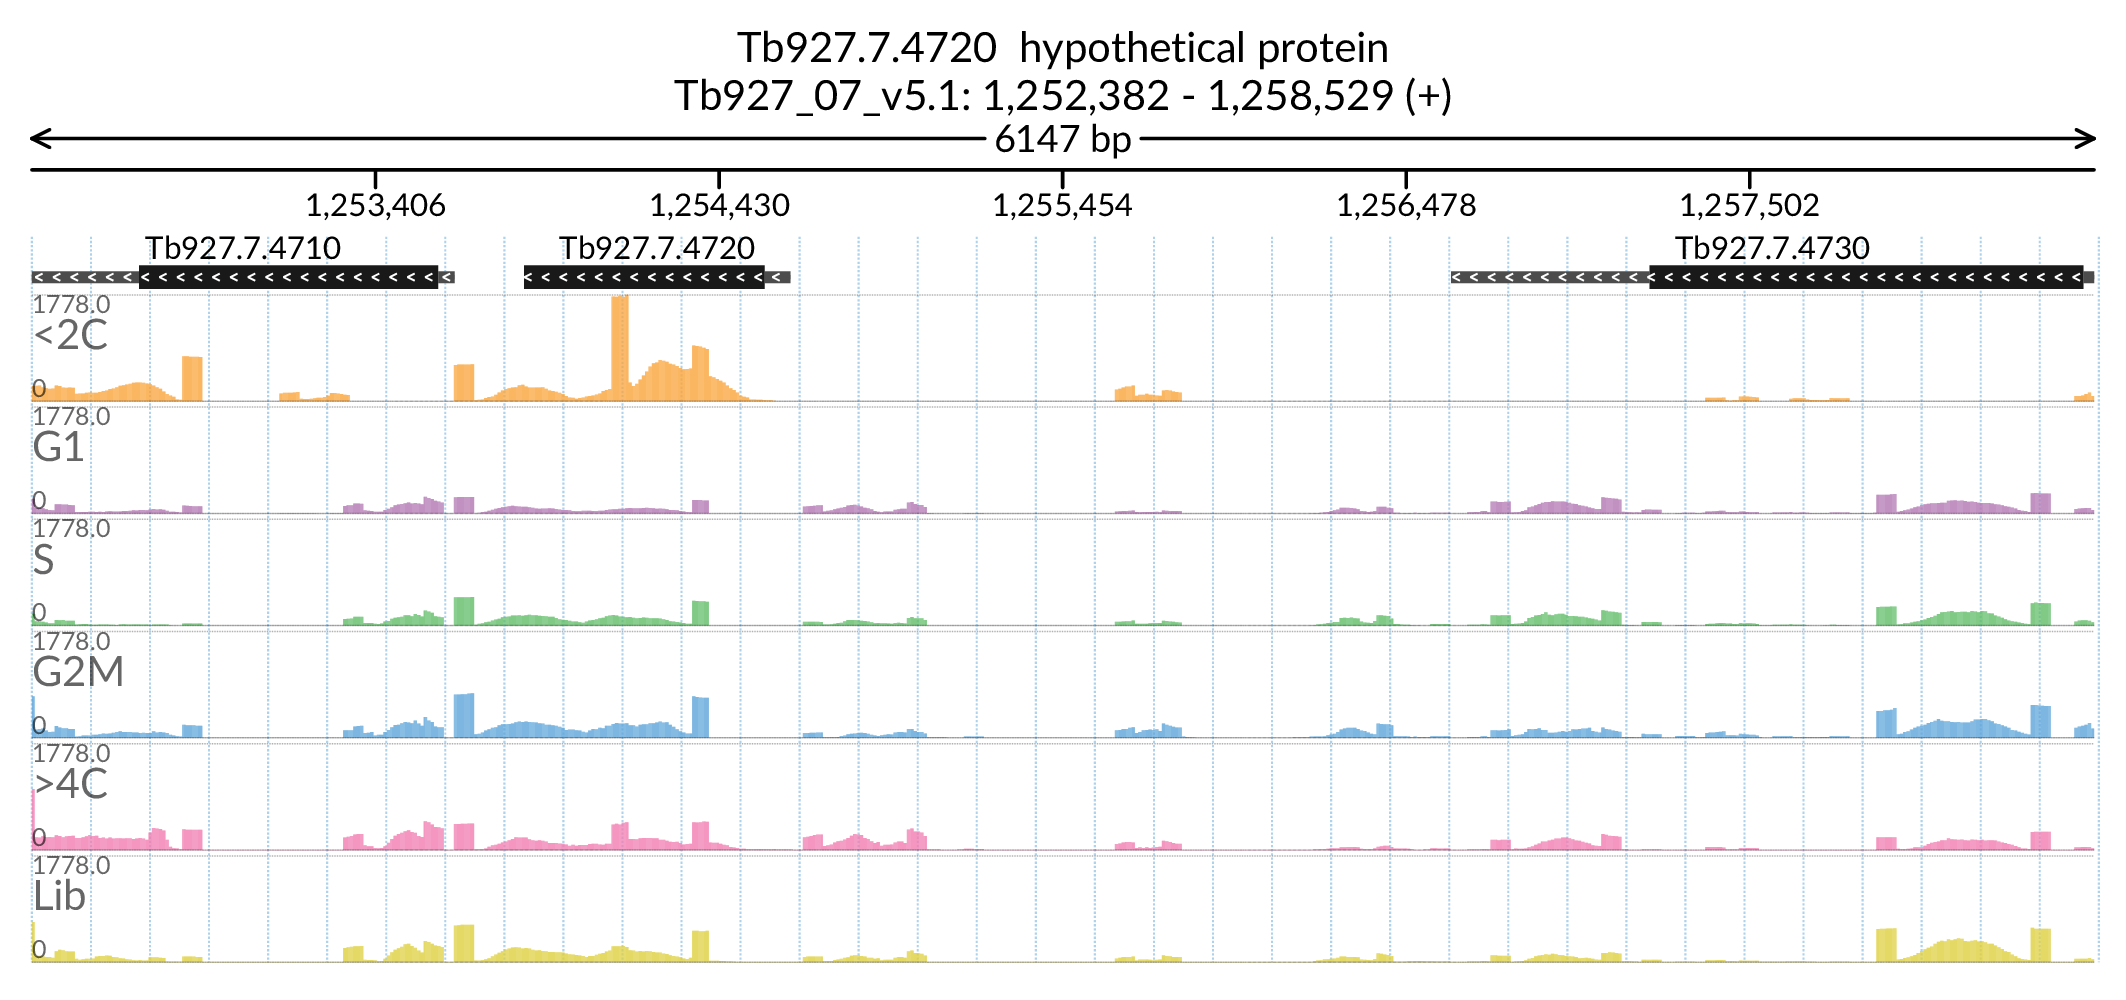 Tb927.7.4720 hypothetical protein
Tb927_07_v5.1: 1,252,382 - 1,258,529 (+)
6147 bp
1,253,406 1,254,430 1,255,454 1,256,478 1,257,502
Tb927.7.4710 Tb927.7.4720 Tb927.7.4730
1778.0
<2C
0
1778.0
G1
0
1778.0
S
0
1778.0
G2M
0
1778.0
>4C
0
1778.0
Lib
0